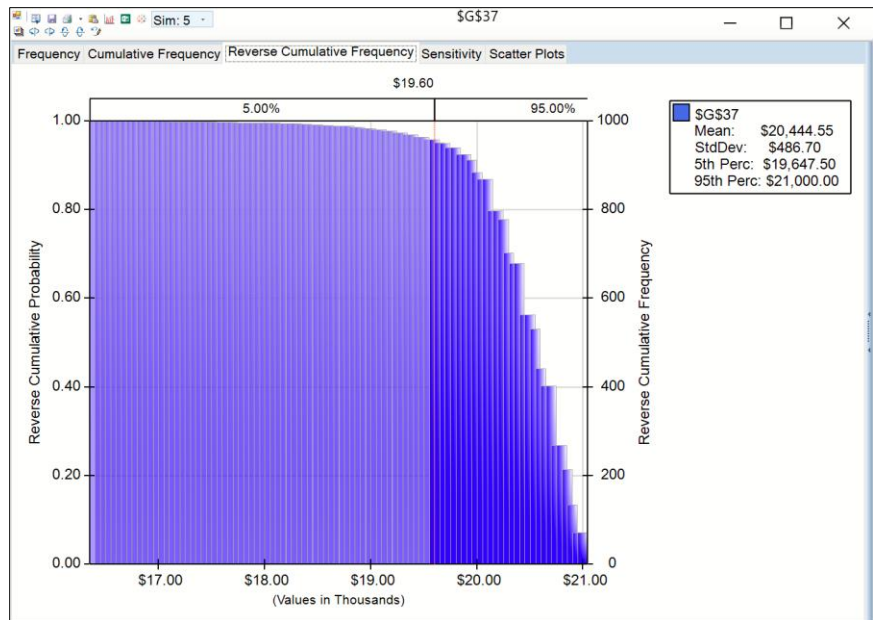 Sim: 5
$G$37
Frequency Cumulative Frequency Reverse Cumulative Frequency Sensitivity Scatter Plots
$19.60
5.00% 95.00%
$G$37
Mean: $20,444.55
StdDev: $486.70
5th Perc: $19,647.50
95th Perc: $21,000.00
Reverse Cumulative Probability
1.00
0.80
0.60
0.40
0.20
0.00
1000
800
600
400
200
0
Reverse Cumulative Frequency
$17.00 $18.00 $19.00 $20.00 $21.00
(Values in Thousands)